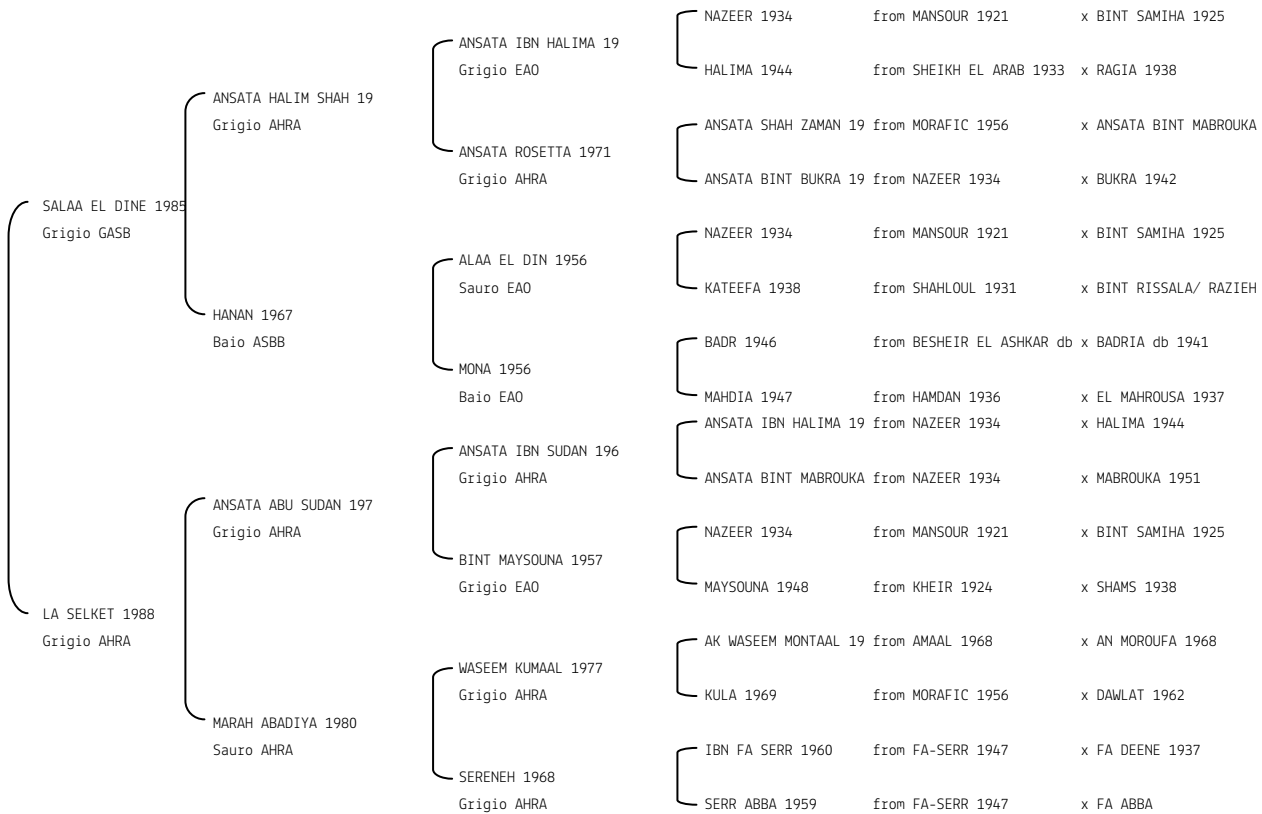 NAZEER 1934 from MANSOUR 1921 x BINT SAMIHA 1925
ANSATA IBN HALIMA 19
Grigio EAO
HALIMA 1944 from SHEIKH EL ARAB 1933 x RAGIA 1938
ANSATA HALIM SHAH 19
Grigio AHRA
ANSATA SHAH ZAMAN 19 from MORAFIC 1956 x ANSATA BINT MABROUKA
ANSATA ROSETTA 1971
Grigio AHRA
ANSATA BINT BUKRA 19 from NAZEER 1934 x BUKRA 1942
SALAA EL DINE 1985
Grigio GASB
NAZEER 1934 from MANSOUR 1921 x BINT SAMIHA 1925
ALAA EL DIN 1956
Sauro EAO
KATEEFA 1938 from SHAHLOUL 1931 x BINT RISSALA/ RAZIEH
HANAN 1967
Baio ASBB
BADR 1946 from BESHEIR EL ASHKAR db x BADRIA db 1941
MONA 1956
Baio EAO
MAHDIA 1947 from HAMDAN 1936 x EL MAHROUSA 1937
ANSATA IBN HALIMA 19 from NAZEER 1934 x HALIMA 1944
ANSATA IBN SUDAN 196
Grigio AHRA
ANSATA BINT MABROUKA from NAZEER 1934 x MABROUKA 1951
ANSATA ABU SUDAN 197
Grigio AHRA
NAZEER 1934 from MANSOUR 1921 x BINT SAMIHA 1925
BINT MAYSOUNA 1957
Grigio EAO
MAYSOUNA 1948 from KHEIR 1924 x SHAMS 1938
LA SELKET 1988
Grigio AHRA
AK WASEEM MONTAAL 19 from AMAAL 1968 x AN MOROUFA 1968
WASEEM KUMAAL 1977
Grigio AHRA
KULA 1969 from MORAFIC 1956 x DAWLAT 1962
MARAH ABADIYA 1980
Sauro AHRA
IBN FA SERR 1960 from FA-SERR 1947 x FA DEENE 1937
SERENEH 1968
Grigio AHRA
SERR ABBA 1959 from FA-SERR 1947 x FA ABBA